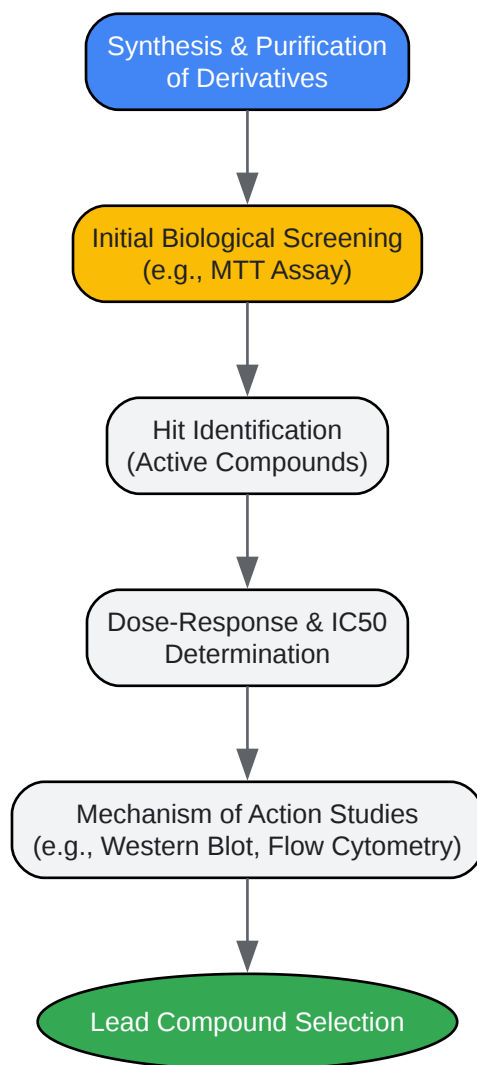 Synthesis & Purification
of Derivatives
Initial Biological Screening
(e.g., MTT Assay)
Hit Identification
(Active Compounds)
Dose-Response & IC50
Determination
Mechanism of Action Studies
(e.g., Western Blot, Flow Cytometry)
Lead Compound Selection